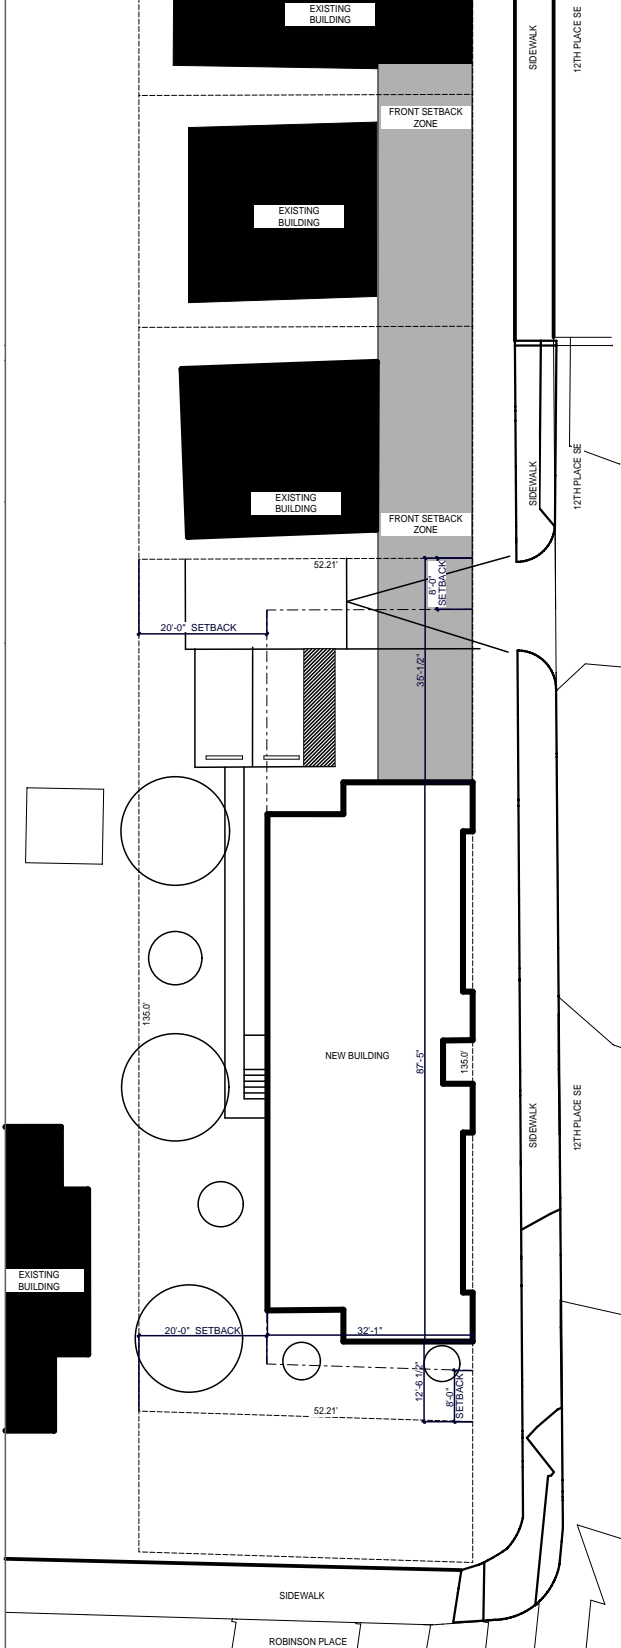 EXISTING
BUILDING
SIDEWALK
12TH PLACE SE
FRONT SETBACK
ZONE
EXISTING
BUILDING
SIDEWALK
12TH PLACE SE
EXISTING
BUILDING
FRONT SETBACK
ZONE
52.21'
8'-0"
SETBACK
20'-0" SETBACK
35'-1/2"
135.0'
NEW BUILDING
87'-5"
135.0'
SIDEWALK
12TH PLACE SE
EXISTING
BUILDING
20'-0" SETBACK
32'-1"
12'-6 1/2"
8'-0"
SETBACK
52.21'
SIDEWALK
ROBINSON PLACE